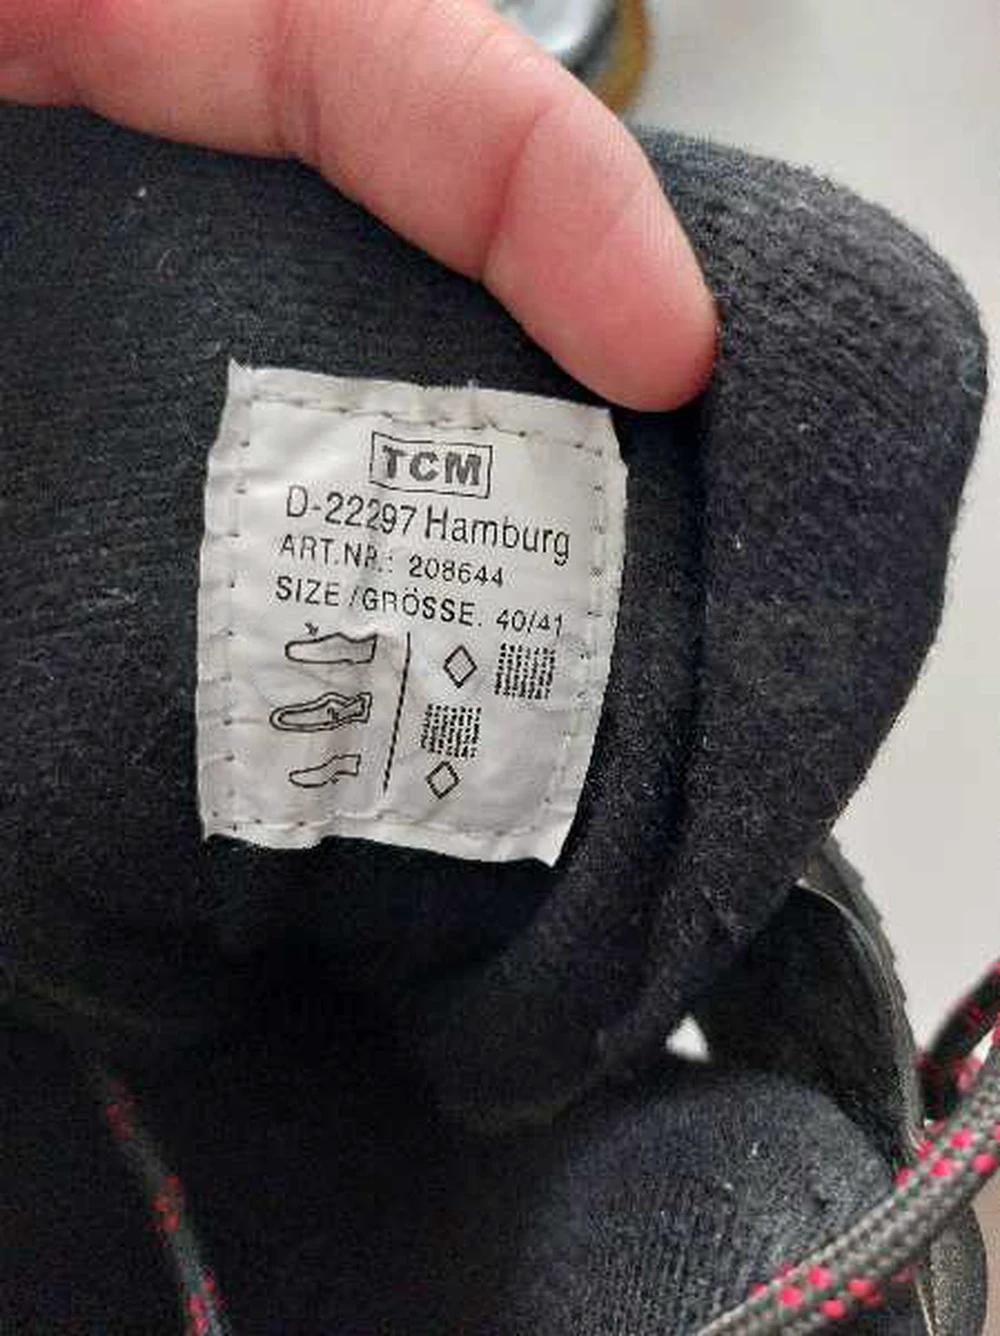 TCM
D-22297 Hamburg
ART.NR.: 208644
SIZE/GRÖSSE. 40/41